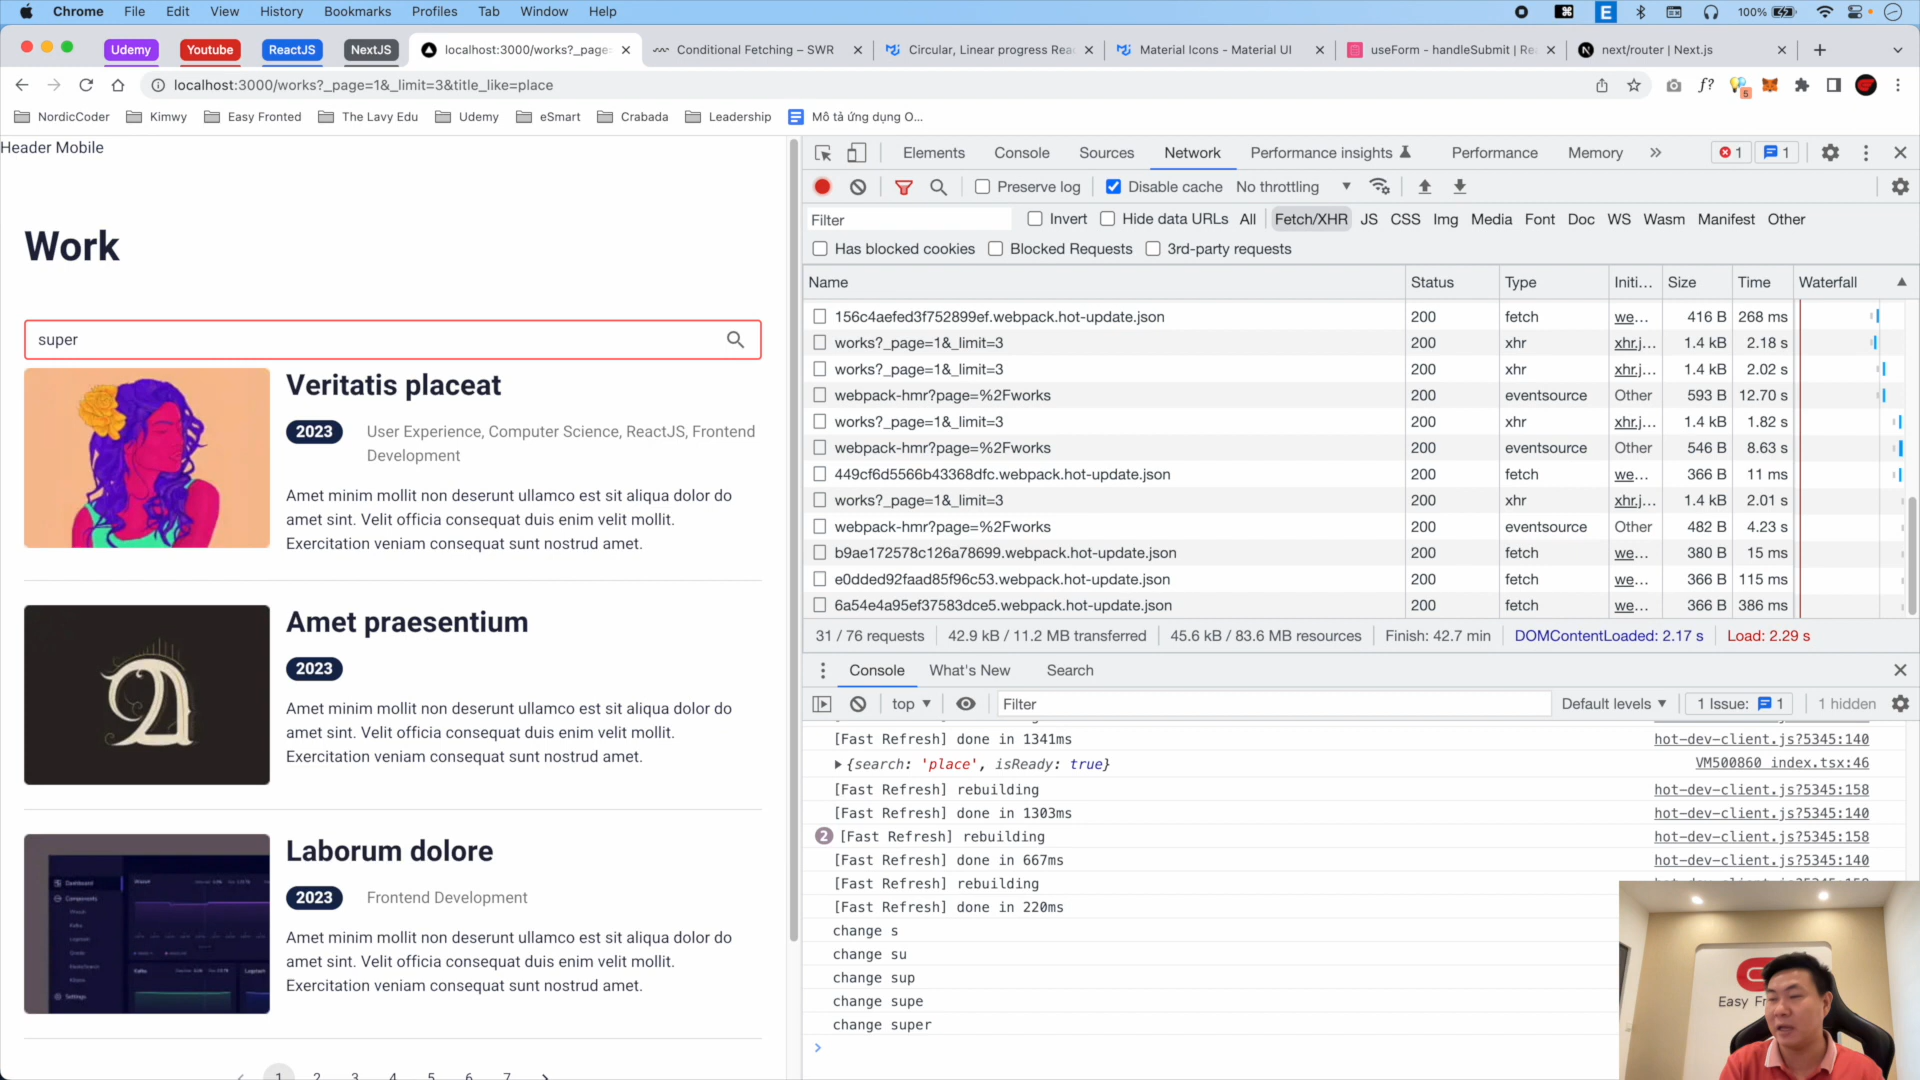 Chrome File Edit View History Bookmarks Profiles Tab Window Help
E 100%
Udemy Youtube ReactJS NextJS localhost:3000/works?_page= Conditional Fetching – SWR Circular, Linear progress Rea Material Icons - Material UI useForm - handleSubmit | Re next/router | Next.js
localhost:3000/works?_page=1&_limit=3&title_like=place f? 5
NordicCoder Kimwy Easy Fronted The Lavy Edu Udemy eSmart Crabada Leadership Mô tả ứng dụng O...
Header Mobile
Work
super
Veritatis placeat
2023 User Experience, Computer Science, ReactJS, Frontend
Development
Amet minim mollit non deserunt ullamco est sit aliqua dolor do
amet sint. Velit officia consequat duis enim velit mollit.
Exercitation veniam consequat sunt nostrud amet.
Amet praesentium
2023
Amet minim mollit non deserunt ullamco est sit aliqua dolor do
amet sint. Velit officia consequat duis enim velit mollit.
Exercitation veniam consequat sunt nostrud amet.
Laborum dolore
2023 Frontend Development
Amet minim mollit non deserunt ullamco est sit aliqua dolor do
amet sint. Velit officia consequat duis enim velit mollit.
Exercitation veniam consequat sunt nostrud amet.
Dashboard
Components
Settings
1 2 3 4 5 6 7
Elements Console Sources Network Performance insights Performance Memory 1 1
Preserve log Disable cache No throttling
Filter Invert Hide data URLs All Fetch/XHR JS CSS Img Media Font Doc WS Wasm Manifest Other
Has blocked cookies Blocked Requests 3rd-party requests
Name Status Type Initi... Size Time Waterfall
156c4aefed3f752899ef.webpack.hot-update.json 200 fetch we... 416 B 268 ms
works?_page=1&_limit=3 200 xhr xhr.j... 1.4 kB 2.18 s
works?_page=1&_limit=3 200 xhr xhr.j... 1.4 kB 2.02 s
webpack-hmr?page=%2Fworks 200 eventsource Other 593 B 12.70 s
works?_page=1&_limit=3 200 xhr xhr.j... 1.4 kB 1.82 s
webpack-hmr?page=%2Fworks 200 eventsource Other 546 B 8.63 s
449cf6d5566b43368dfc.webpack.hot-update.json 200 fetch we... 366 B 11 ms
works?_page=1&_limit=3 200 xhr xhr.j... 1.4 kB 2.01 s
webpack-hmr?page=%2Fworks 200 eventsource Other 482 B 4.23 s
b9ae172578c126a78699.webpack.hot-update.json 200 fetch we... 380 B 15 ms
e0dded92faad85f96c53.webpack.hot-update.json 200 fetch we... 366 B 115 ms
6a54e4a95ef37583dce5.webpack.hot-update.json 200 fetch we... 366 B 386 ms
31 / 76 requests 42.9 kB / 11.2 MB transferred 45.6 kB / 83.6 MB resources Finish: 42.7 min DOMContentLoaded: 2.17 s Load: 2.29 s
Console What's New Search
top Filter Default levels 1 Issue: 1 1 hidden
[Fast Refresh] done in 1341ms hot-dev-client.js?5345:140
{search: 'place', isReady: true} VM500860 index.tsx:46
[Fast Refresh] rebuilding hot-dev-client.js?5345:158
[Fast Refresh] done in 1303ms hot-dev-client.js?5345:140
2 [Fast Refresh] rebuilding hot-dev-client.js?5345:158
[Fast Refresh] done in 667ms hot-dev-client.js?5345:140
[Fast Refresh] rebuilding
[Fast Refresh] done in 220ms
change s
change su
change sup
change supe
change super
Easy Fr